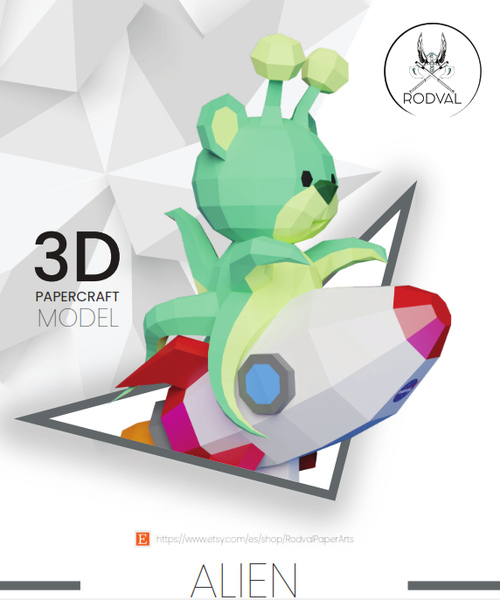 RODVAL
3D
PAPERCRAFT
MODEL
E https://www.etsy.com/es/shop/RodvalPaperArts
ALIEN